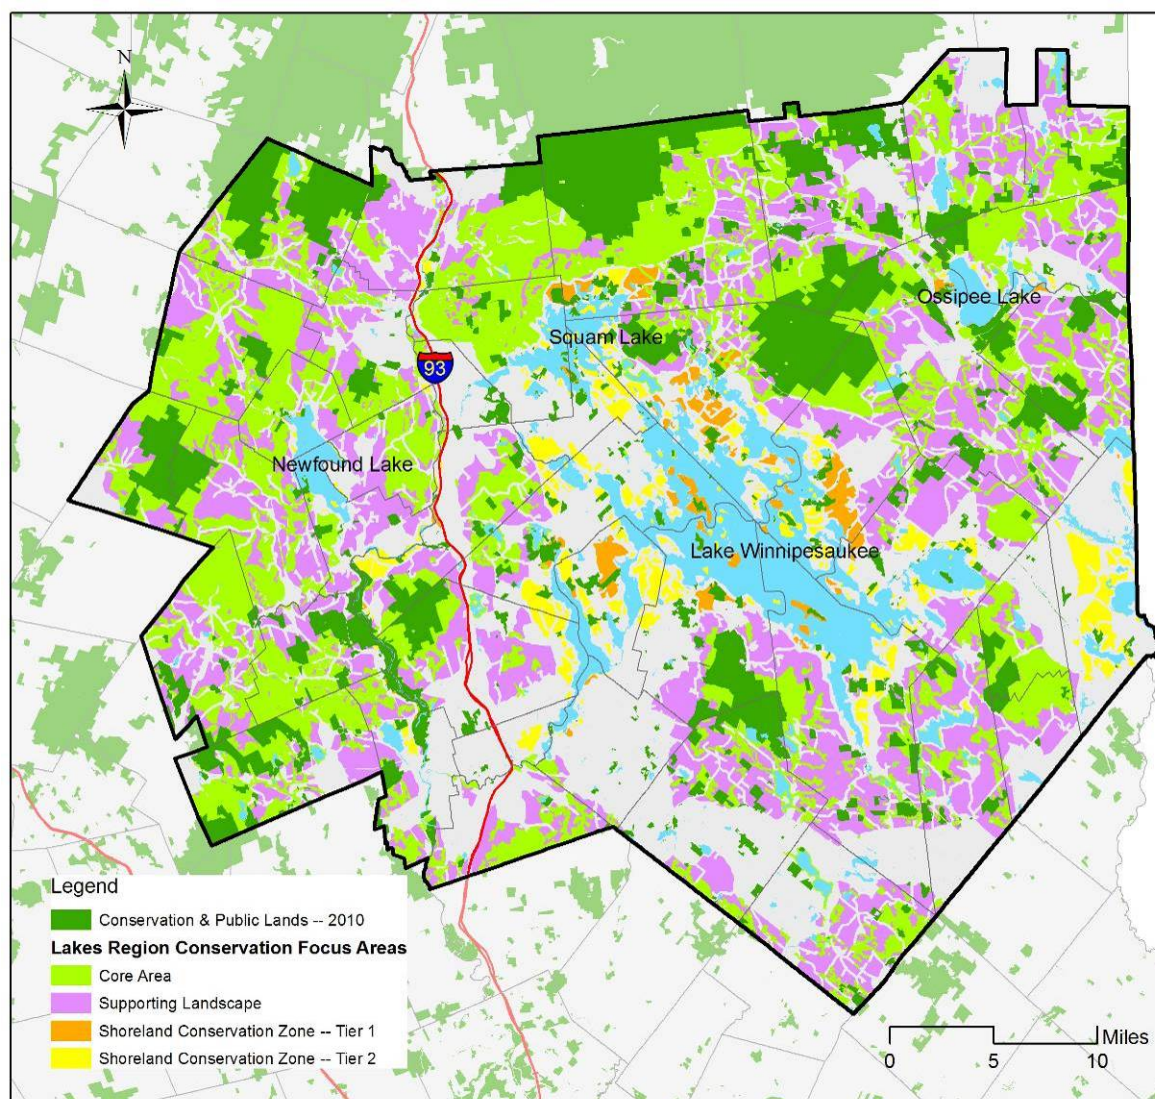 N
Ossipee Lake
Squam Lake
93
Newfound Lake
Lake Winnipesaukee
Legend
Conservation & Public Lands -- 2010
Lakes Region Conservation Focus Areas
Core Area
Supporting Landscape
Shoreland Conservation Zone -- Tier 1
Shoreland Conservation Zone -- Tier 2
Miles
0 5 10